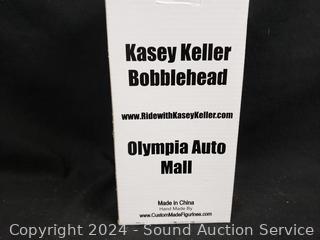 Kasey Keller
Bobblehead
www.RidewithKaseyKeller.com
Olympia Auto
Mall
Made in China
Hand Made By
www.CustomMadeFigurines.com
Copyright 2024 - Sound Auction Service